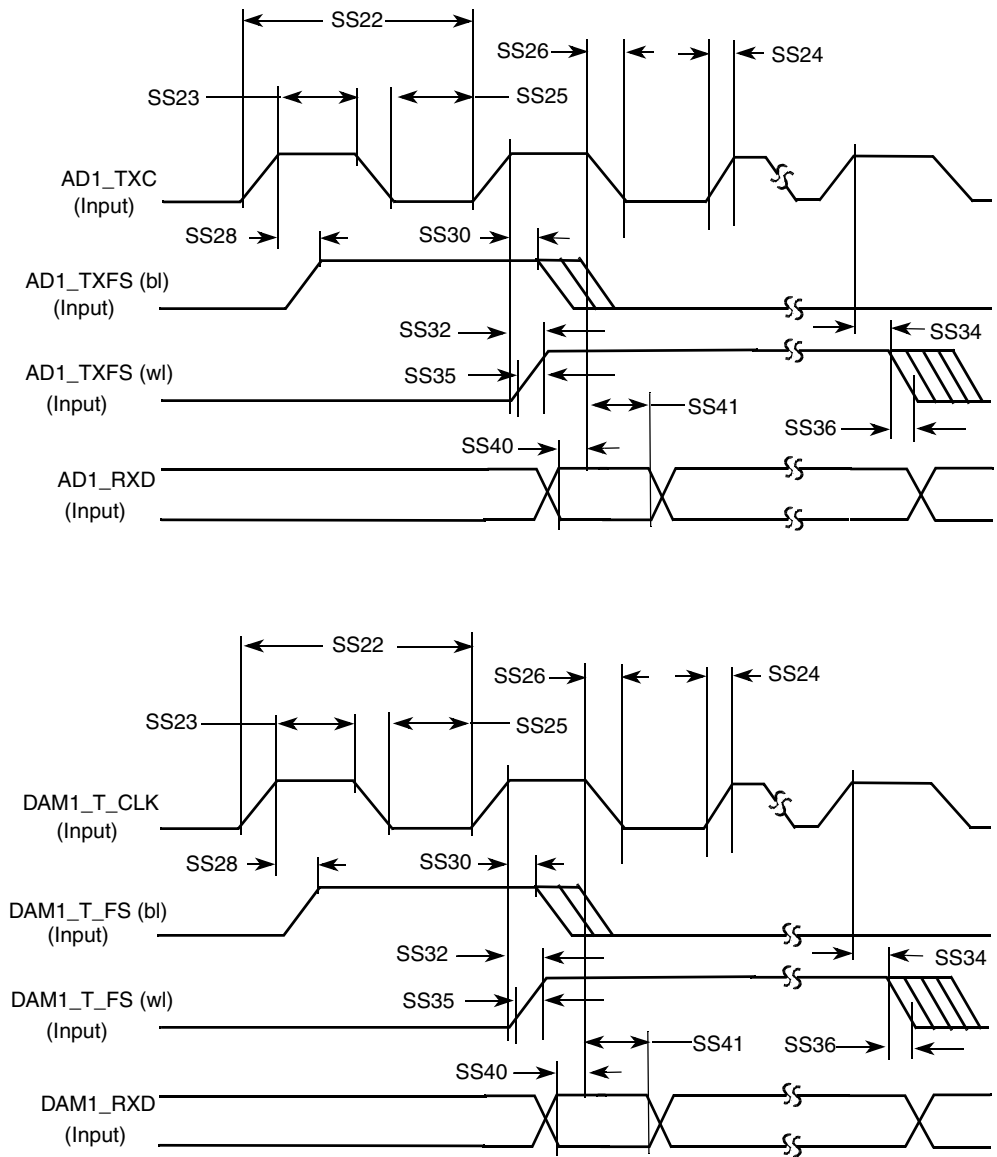 SS22
SS26
SS24
SS23
SS25
AD1_TXC
(Input)
SS28
SS30
AD1_TXFS (bl)
(Input)
SS32
SS34
SS35
AD1_TXFS (wl)
(Input)
SS41
SS36
SS40
AD1_RXD
(Input)
SS22
SS26
SS24
SS23
SS25
DAM1_T_CLK
(Input)
SS28
SS30
DAM1_T_FS (bl)
(Input)
SS32
SS34
SS35
DAM1_T_FS (wl)
(Input)
SS41
SS36
SS40
DAM1_RXD
(Input)